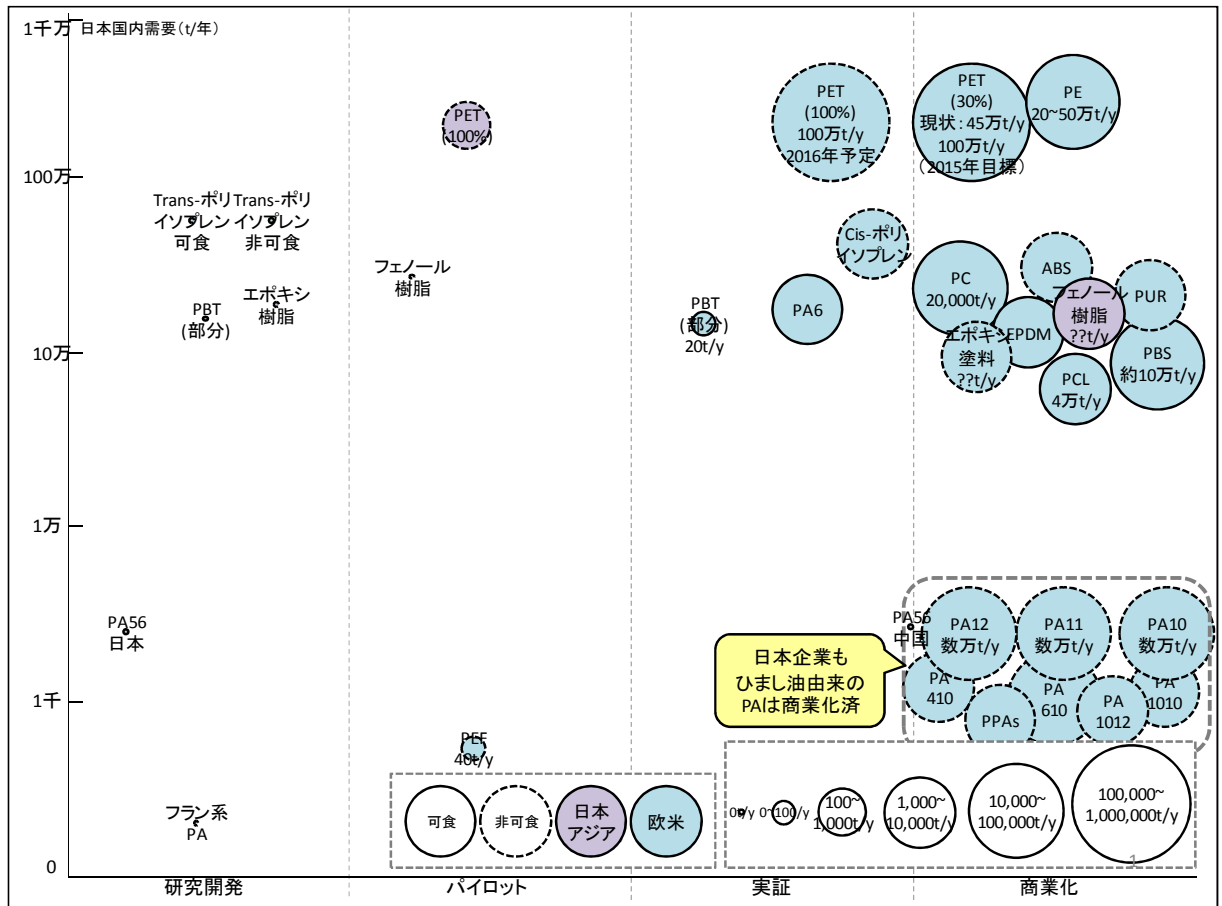 1千万
日本国内需要(t/年)
PET
(100%)
PET
(100%)
100万t/y
2016年予定
PET
(30%)
現状:45万t/y
100万t/y
(2015年目標)
PE
20~50万t/y
100万
Trans-ポリ
イソプレン
可食
Trans-ポリ
イソプレン
非可食
フェノール
樹脂
Cis-ポリ
イソプレン
PBT
(部分)
エポキシ
樹脂
PBT
(部分)
20t/y
PA6
PC
20,000t/y
ABS
フェノール
樹脂
??t/y
PUR
EPDM
エポキシ
塗料
??t/y
PCL
4万t/y
PBS
約10万t/y
10万
1万
PA56
日本
PA56
中国
PA12
数万t/y
PA11
数万t/y
PA10
数万t/y
日本企業も
ひまし油由来の
PAは商業化済
PA
410
PPAs
PA
610
PA
1012
PA
1010
1千
PEF
40t/y
フラン系
PA
可食
非可食
日本
アジア
欧米
0t/y
0~100t/y
100~
1,000t/y
1,000~
10,000t/y
10,000~
100,000t/y
100,000~
1,000,000t/y
1
0
研究開発
パイロット
実証
商業化